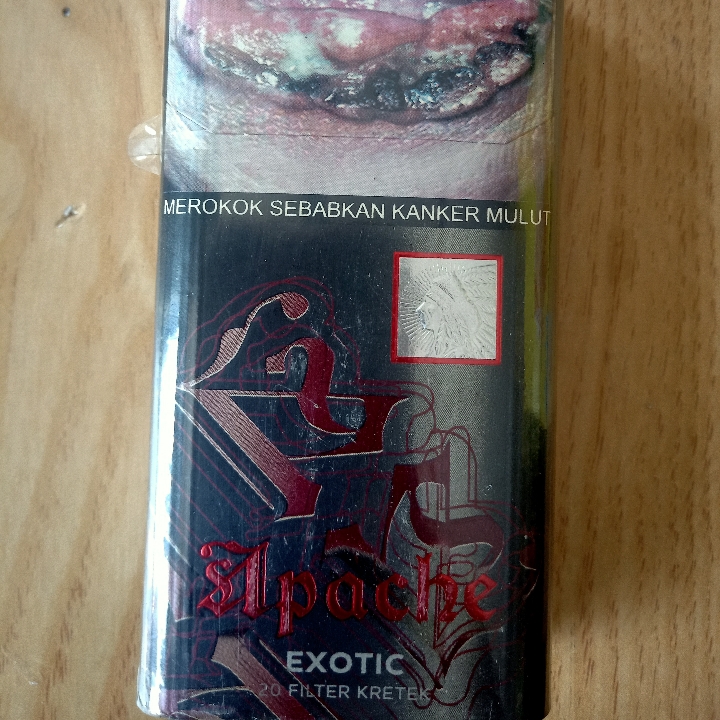 MEROKOK SEBABKAN KANKER MULUT
Apache
EXOTIC
20 FILTER KRETEK